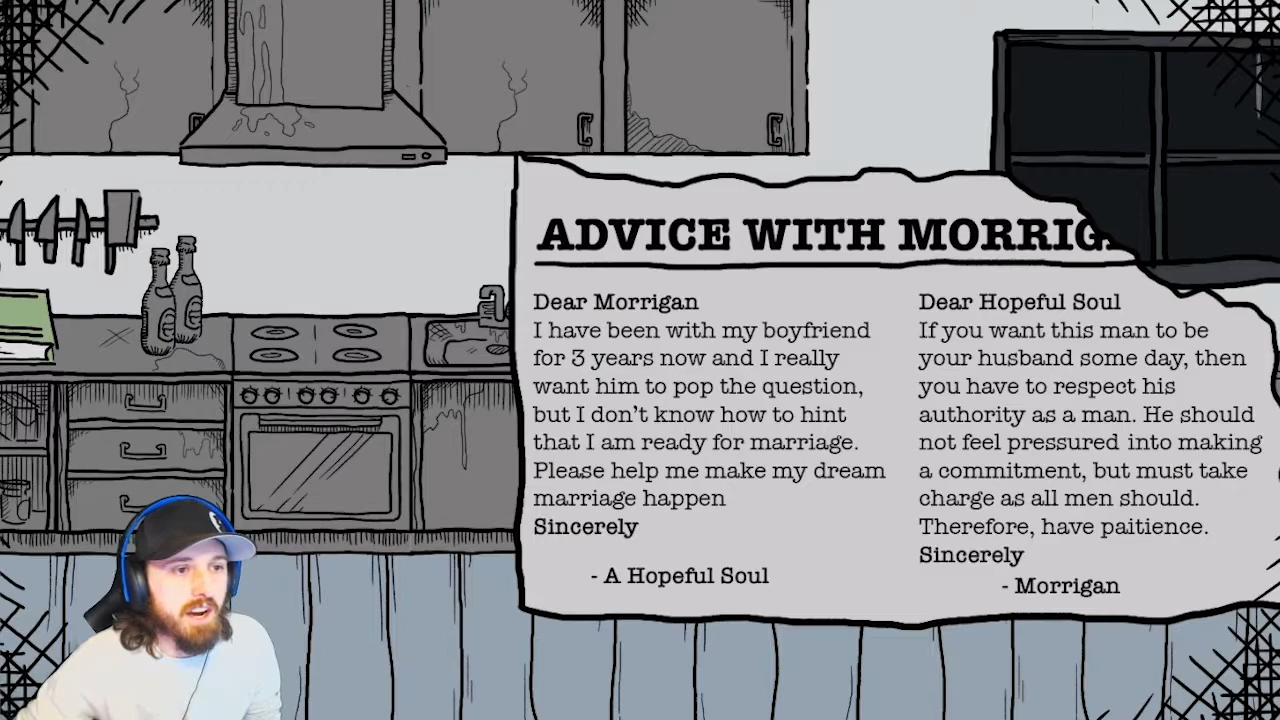 ADVICE WITH
Dear Morrigan
I have been with my boyfriend
for 3 years now and I really
want him to pop the question,
but I don't know how to hint
that I am ready for marriage.
Please help me make my dream
marriage happen
Sincerely
- A Hopeful Soul
Dear Hopeful Soul
If you want this man to be
your husband some day, then
you have to respect his
authority as a man. He should
not feel pressured into making
a commitment, but must take
charge as all men should.
Therefore, have paitience.
Sincerely
- Morrigan